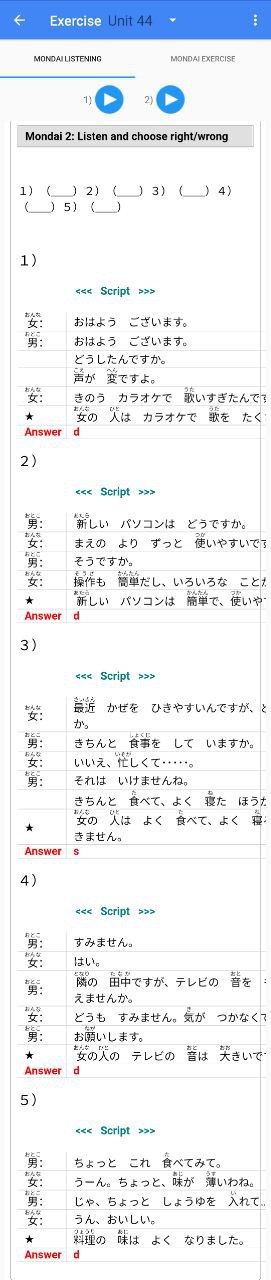 Exercise Unit 44
MONDAI LISTENING MONDAI EXERCISE
1) 2)
Mondai 2: Listen and choose right/wrong
1) (___) 2) (___) 3) (___) 4)
(___) 5) (___)
1)
<<< Script >>>
女: おはよう ございます。
男: おはよう ございます。
どうしたんですか。
声が 変ですよ。
女: きのう カラオケで 歌いすぎたんです
★ 女の 人は カラオケで 歌を たく
Answer d
2)
<<< Script >>>
男: 新しい パソコンは どうですか。
女: まえの より ずっと 使いやすいです
男: そうですか。
女: 操作も 簡単だし、いろいろな ことが
★ 新しい パソコンは 簡単で、使いや
Answer d
3)
<<< Script >>>
女: 最近 かぜを ひきやすいんですが、ど
か。
男: きちんと 食事を して いますか。
女: いいえ、忙しくて・・・・・。
男: それは いけませんね。
きちんと 食べて、よく 寝た ほうが
★ 女の 人は よく 食べて、よく 寝
きません。
Answer s
4)
<<< Script >>>
男: すみません。
女: はい。
男: 隣の 田中ですが、テレビの 音を
えませんか。
女: どうも すみません。気が つかなくて
男: お願いします。
★ 女の人の テレビの 音は 大きいで
Answer d
5)
<<< Script >>>
男: ちょっと これ 食べてみて。
女: うーん。ちょっと、味が 薄いわね。
男: じゃ、ちょっと しょうゆを 入れて
女: うん、おいしい。
★ 料理の 味は よく なりました。
Answer d